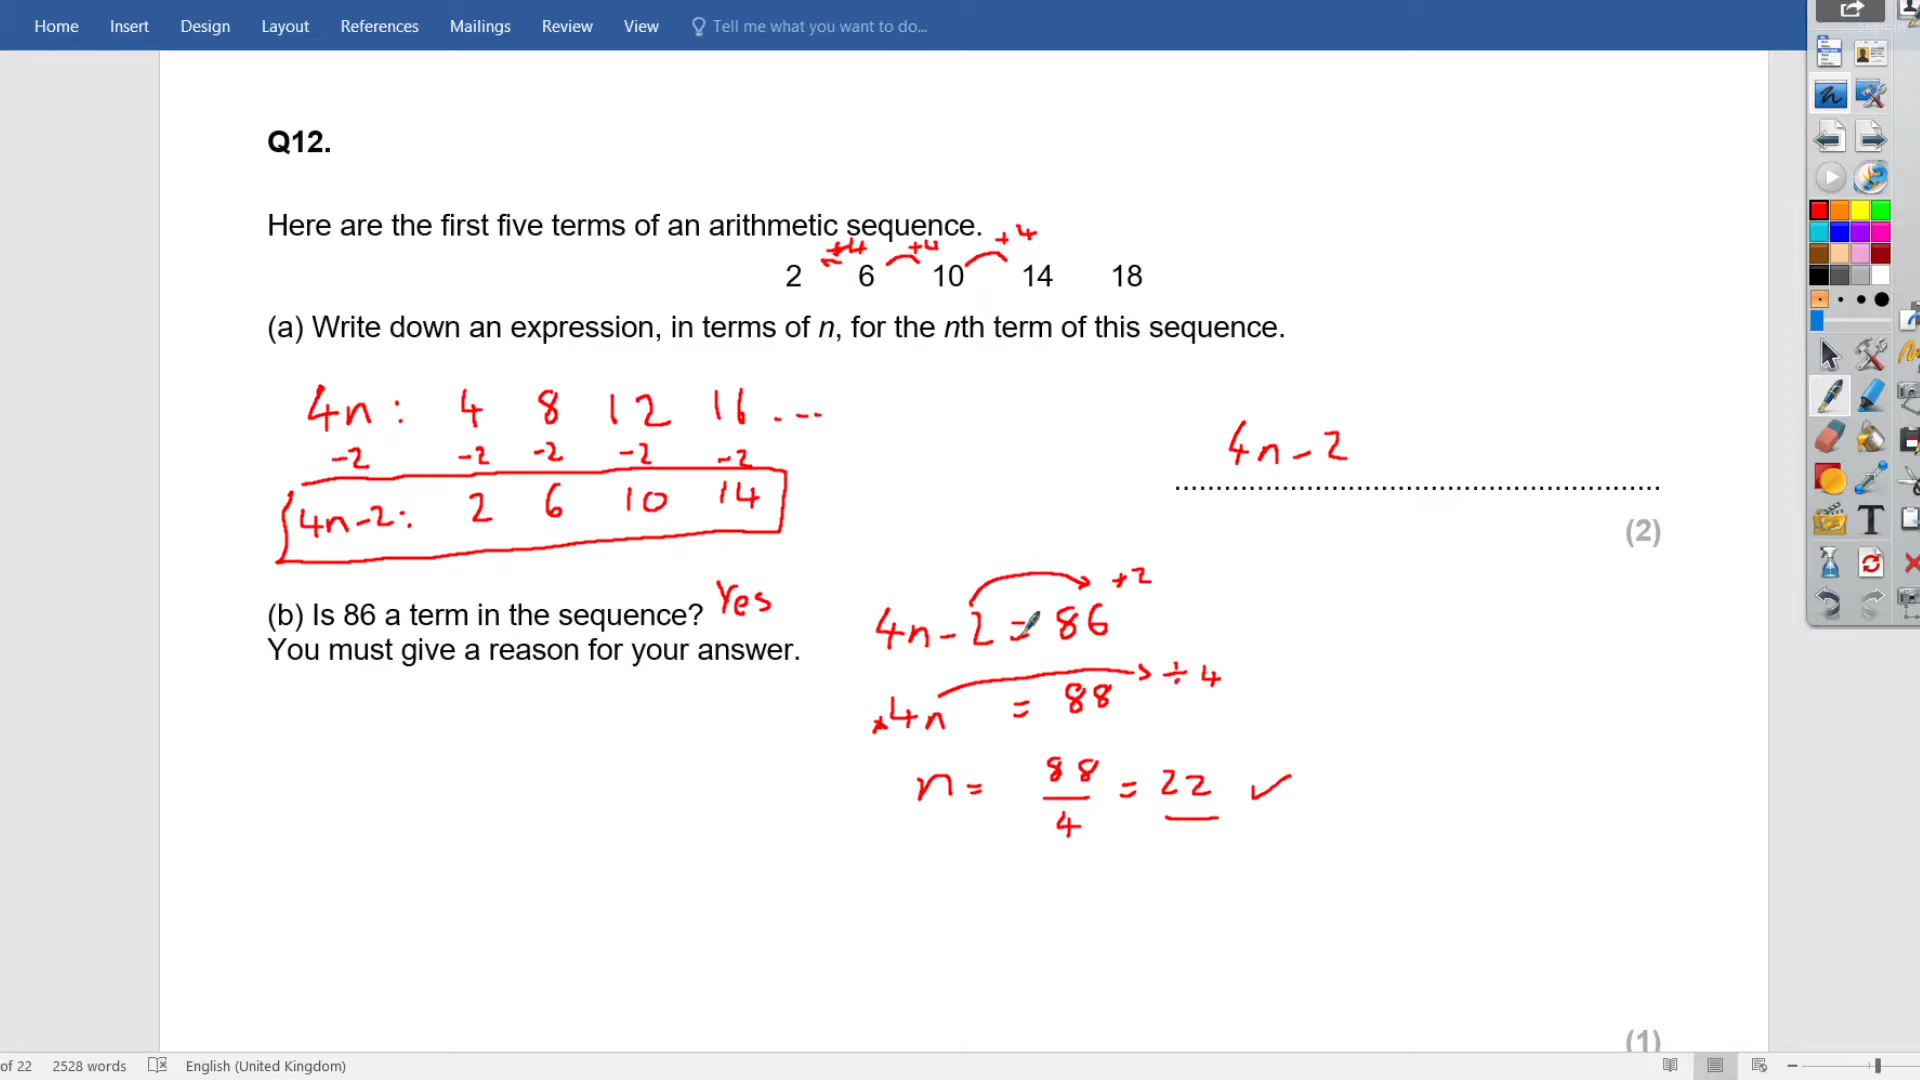 Home Insert Design Layout References Mailings Review View Tell me what you want to do...
Q12.
Here are the first five terms of an arithmetic sequence.
+4 +4 +4
2 6 10 14 18
(a) Write down an expression, in terms of n, for the nth term of this sequence.
4n : 4 8 12 16 ....
-2 -2 -2 -2 -2
4n-2: 2 6 10 14
4n-2
................................................................
(2)
(b) Is 86 a term in the sequence? Yes
You must give a reason for your answer.
+2
4n-2 = 86
÷ 4
4n = 88
n = 88/4 = 22 ✓
(1)
T
of 22 2528 words English (United Kingdom)